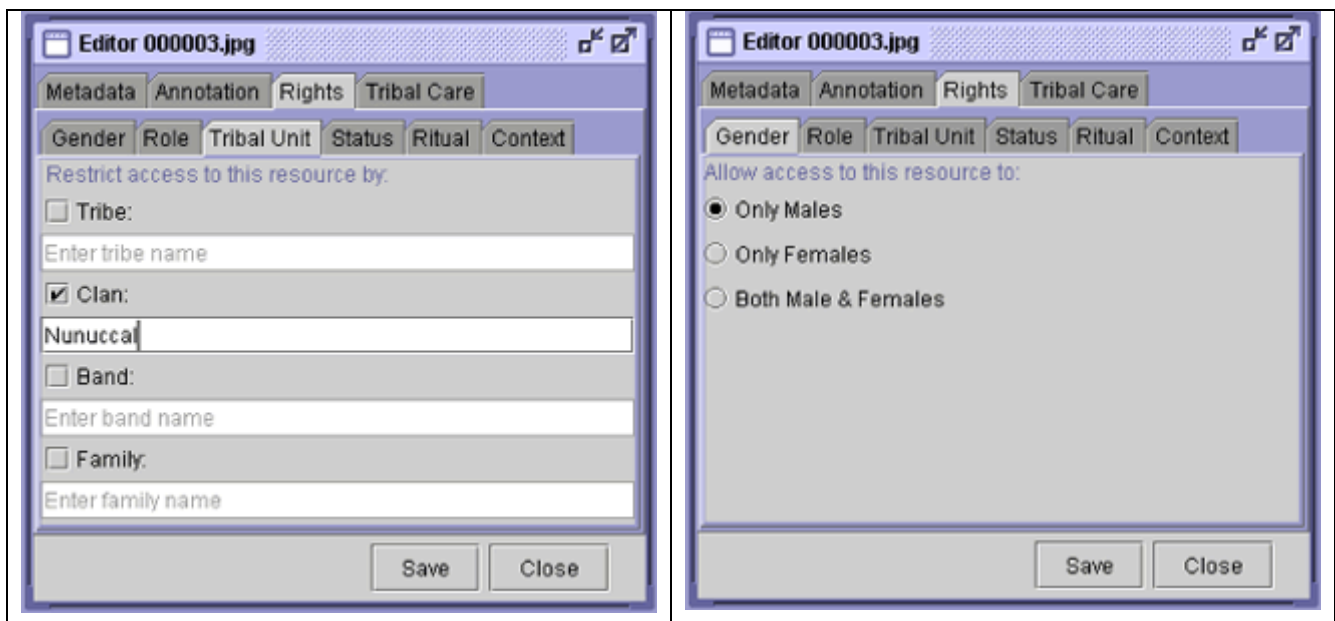 Editor 000003.jpg
Metadata Annotation Rights Tribal Care
Gender Role Tribal Unit Status Ritual Context
Restrict access to this resource by:
Tribe:
Enter tribe name
Clan:
Nunuccal
Band:
Enter band name
Family:
Enter family name
Save Close
Editor 000003.jpg
Metadata Annotation Rights Tribal Care
Gender Role Tribal Unit Status Ritual Context
Allow access to this resource to:
Only Males
Only Females
Both Male & Females
Save Close